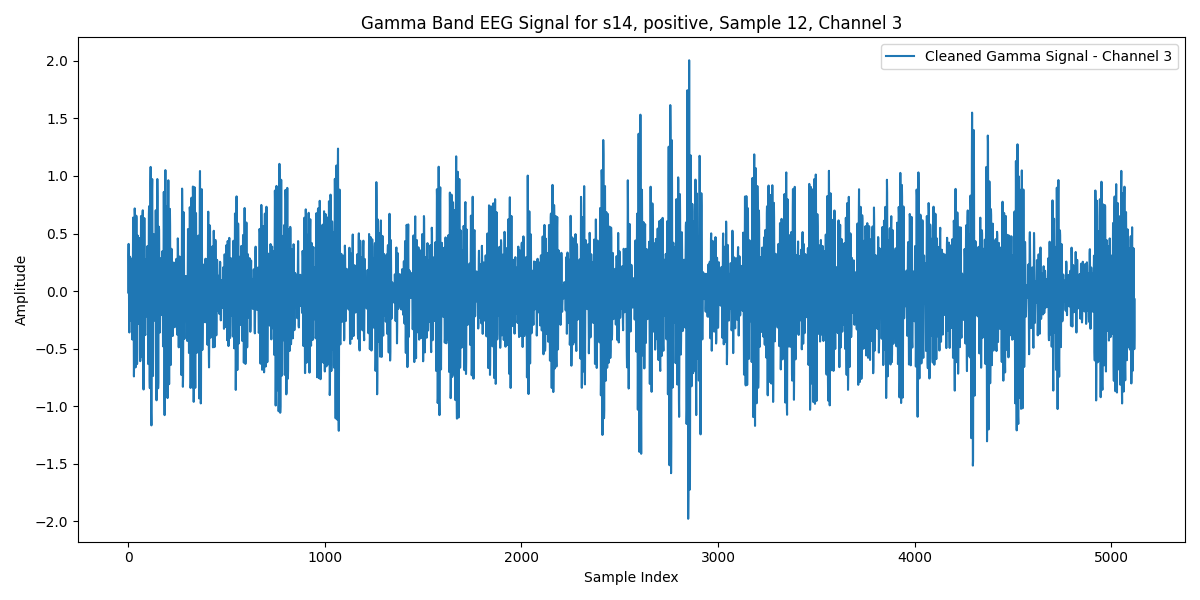 Gamma Band EEG Signal for s14, positive, Sample 12, Channel 3
Cleaned Gamma Signal - Channel 3
Amplitude
2.0
1.5
1.0
0.5
0.0
−0.5
−1.0
−1.5
−2.0
0 1000 2000 3000 4000 5000
Sample Index